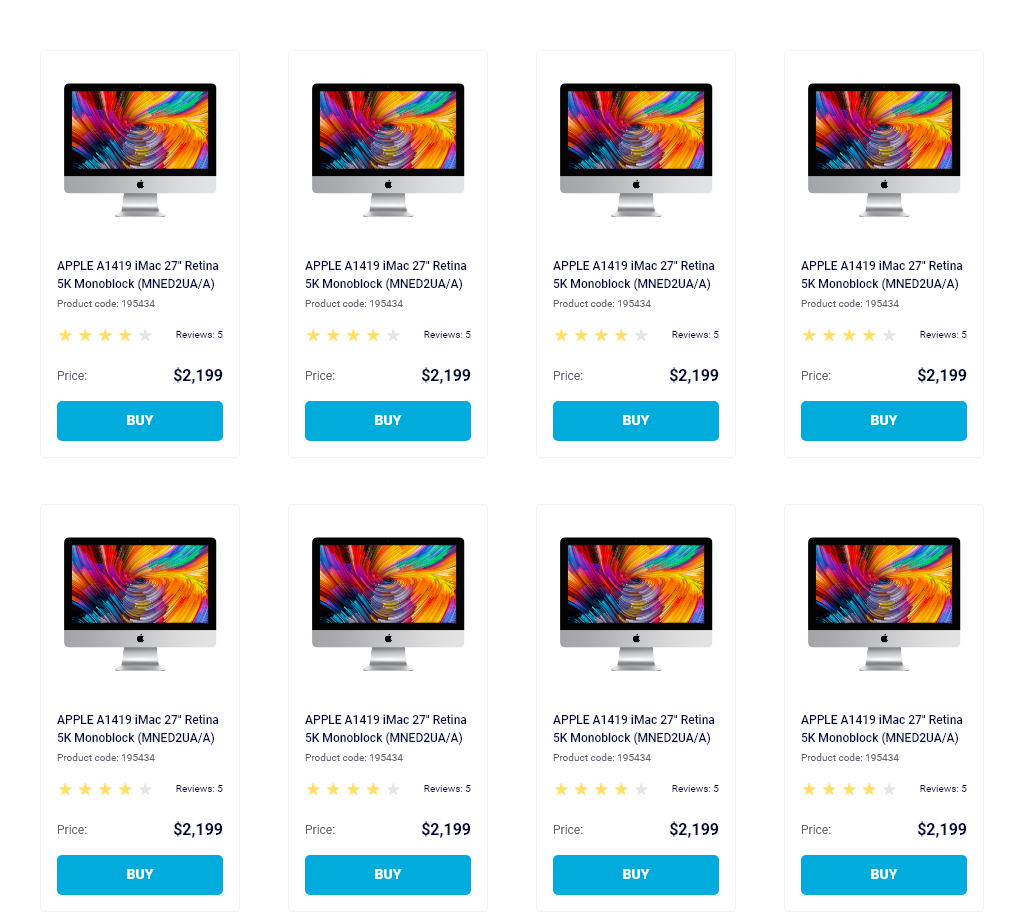 APPLE A1419 iMac 27" Retina
5K Monoblock (MNED2UA/A)
Product code: 195434
Reviews: 5
Price: $2,199
BUY
APPLE A1419 iMac 27" Retina
5K Monoblock (MNED2UA/A)
Product code: 195434
Reviews: 5
Price: $2,199
BUY
APPLE A1419 iMac 27" Retina
5K Monoblock (MNED2UA/A)
Product code: 195434
Reviews: 5
Price: $2,199
BUY
APPLE A1419 iMac 27" Retina
5K Monoblock (MNED2UA/A)
Product code: 195434
Reviews: 5
Price: $2,199
BUY
APPLE A1419 iMac 27" Retina
5K Monoblock (MNED2UA/A)
Product code: 195434
Reviews: 5
Price: $2,199
BUY
APPLE A1419 iMac 27" Retina
5K Monoblock (MNED2UA/A)
Product code: 195434
Reviews: 5
Price: $2,199
BUY
APPLE A1419 iMac 27" Retina
5K Monoblock (MNED2UA/A)
Product code: 195434
Reviews: 5
Price: $2,199
BUY
APPLE A1419 iMac 27" Retina
5K Monoblock (MNED2UA/A)
Product code: 195434
Reviews: 5
Price: $2,199
BUY